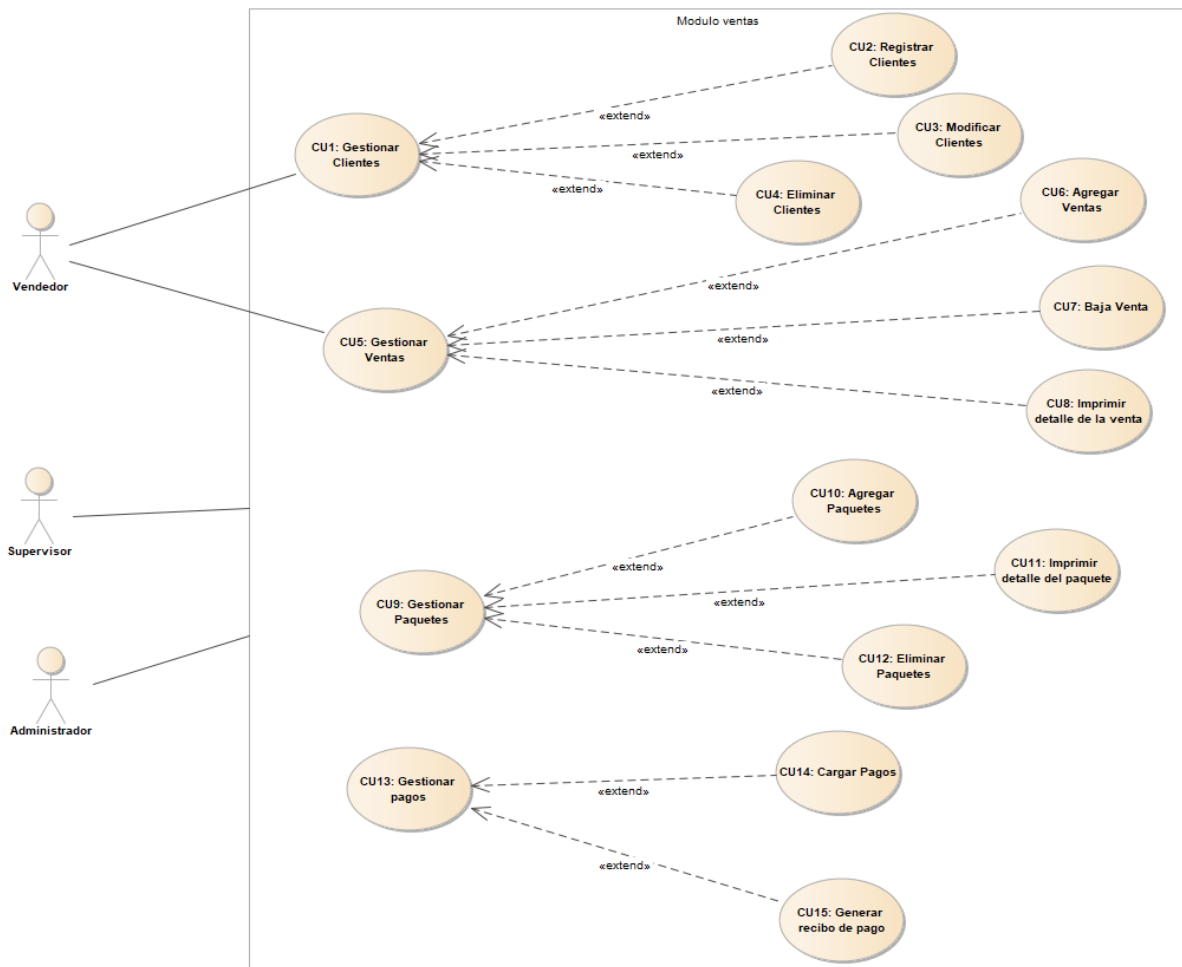 Modulo ventas
CU2: Registrar
Clientes
«extend»
CU3: Modificar
Clientes
CU1: Gestionar
Clientes
«extend»
«extend»
CU4: Eliminar
Clientes
CU6: Agregar
Ventas
Vendedor
«extend»
CU7: Baja Venta
CU5: Gestionar
Ventas
«extend»
«extend»
CU8: Imprimir
detalle de la venta
Supervisor
CU10: Agregar
Paquetes
«extend»
CU11: Imprimir
detalle del paquete
CU9: Gestionar
Paquetes
«extend»
«extend»
CU12: Eliminar
Paquetes
Administrador
CU13: Gestionar
pagos
CU14: Cargar Pagos
«extend»
«extend»
CU15: Generar
recibo de pago